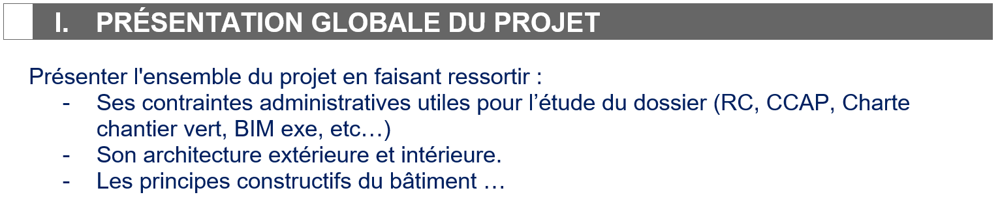 I. PRÉSENTATION GLOBALE DU PROJET
Présenter l'ensemble du projet en faisant ressortir :
- Ses contraintes administratives utiles pour l’étude du dossier (RC, CCAP, Charte
chantier vert, BIM exe, etc…)
- Son architecture extérieure et intérieure.
- Les principes constructifs du bâtiment …